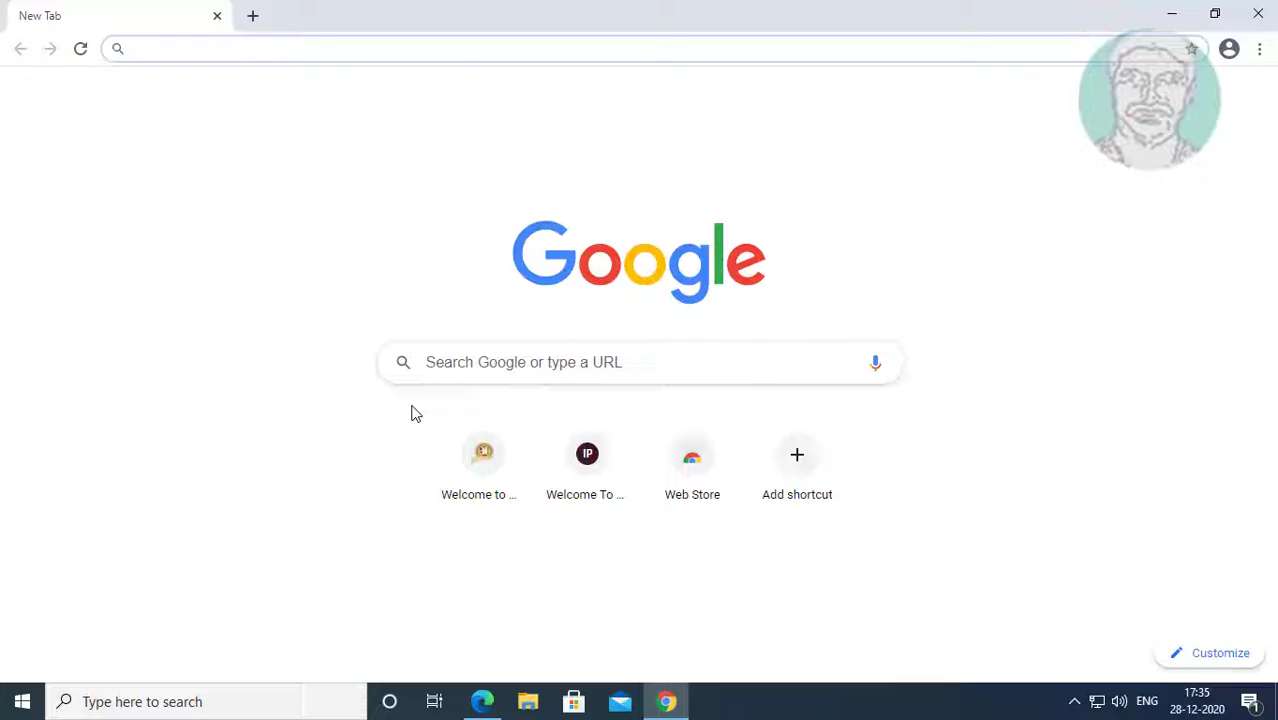 New Tab
Google
Search Google or type a URL
IP
Welcome to ...
Welcome To ...
Web Store
Add shortcut
Customize
Type here to search
ENG
17:35
28-12-2020
1